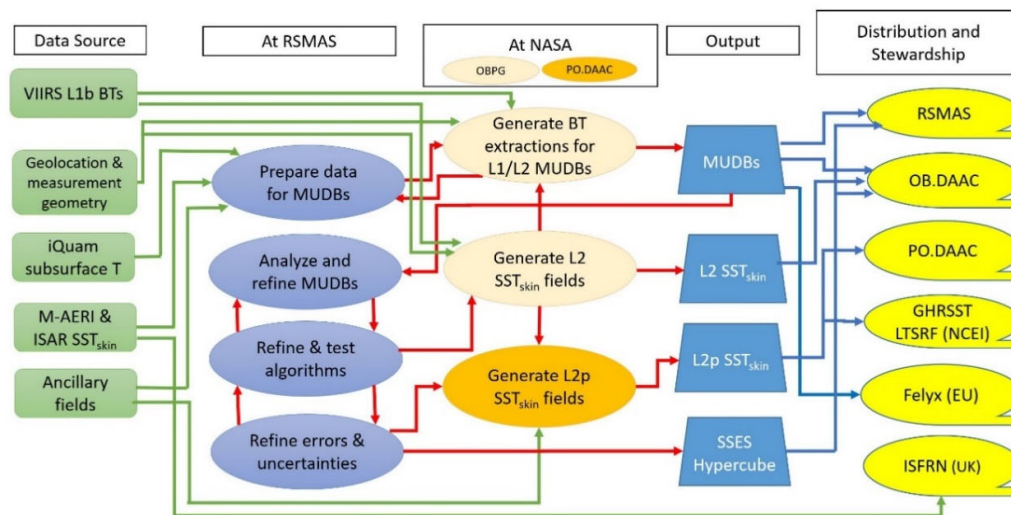 Data Source
At RSMAS
At NASA
OBPG
PO.DAAC
Output
Distribution and
Stewardship
VIIRS L1b BTs
Geolocation &
measurement
geometry
iQuam
subsurface T
M-AERI &
ISAR SSTskin
Ancillary
fields
Prepare data
for MUDBs
Analyze and
refine MUDBs
Refine & test
algorithms
Refine errors &
uncertainties
Generate BT
extractions for
L1/L2 MUDBs
Generate L2
SSTskin fields
Generate L2p
SSTskin fields
MUDBs
L2 SSTskin
L2p SSTskin
SSES
Hypercube
RSMAS
OB.DAAC
PO.DAAC
GHRSST
LTSRF (NCEI)
Felyx (EU)
ISFRN (UK)